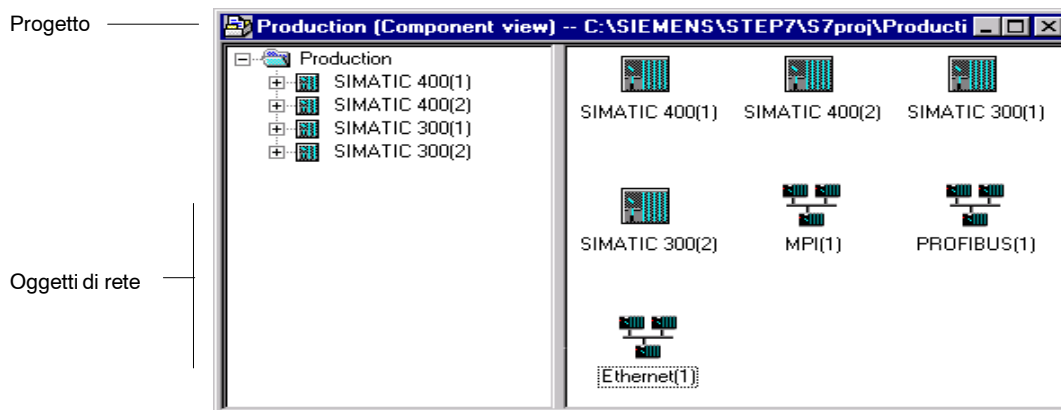 Progetto
Production (Component view) -- C:\SIEMENS\STEP7\S7proj\Producti
Production
SIMATIC 400(1)
SIMATIC 400(2)
SIMATIC 300(1)
SIMATIC 300(2)
SIMATIC 400(1) SIMATIC 400(2) SIMATIC 300(1)
SIMATIC 300(2) MPI(1) PROFIBUS(1)
Ethernet(1)
Oggetti di rete